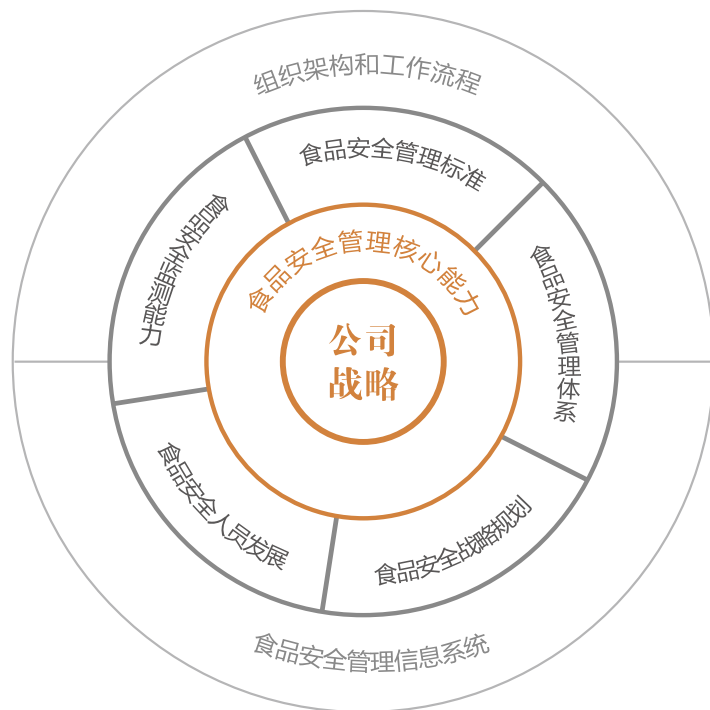 组织架构和工作流程
食品安全管理标准
食品安全监测能力
食品安全管理核心能力
食品安全管理体系
公司
战略
食品安全人员发展
食品安全战略规划
食品安全管理信息系统